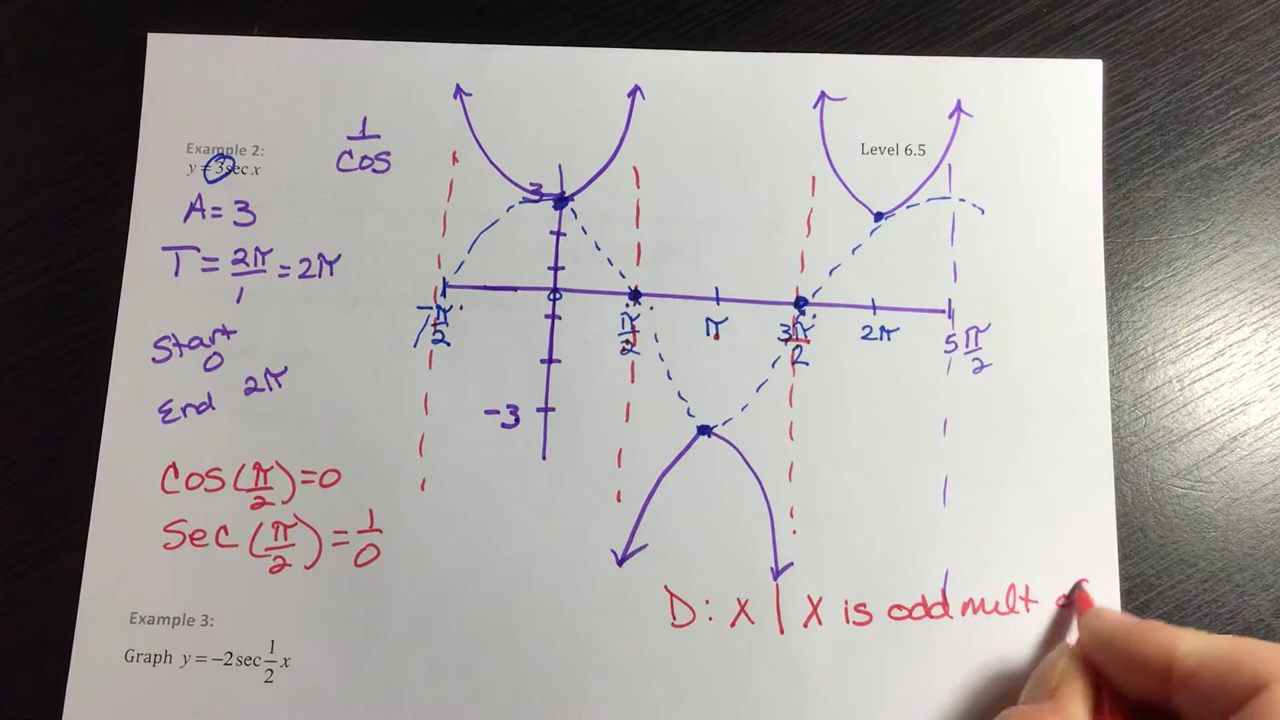 Example 2:
y = 3sec x
1
cos
Level 6.5
A = 3
T = 2π/1 = 2π
Start
0
End 2π
cos(π/2) = 0
Sec(π/2) = 1/0
3
0
-3
-π/2
π/2
π
3π/2
2π
5π/2
D: x | x is odd mult
Example 3:
Graph y = −2 sec 1/2 x